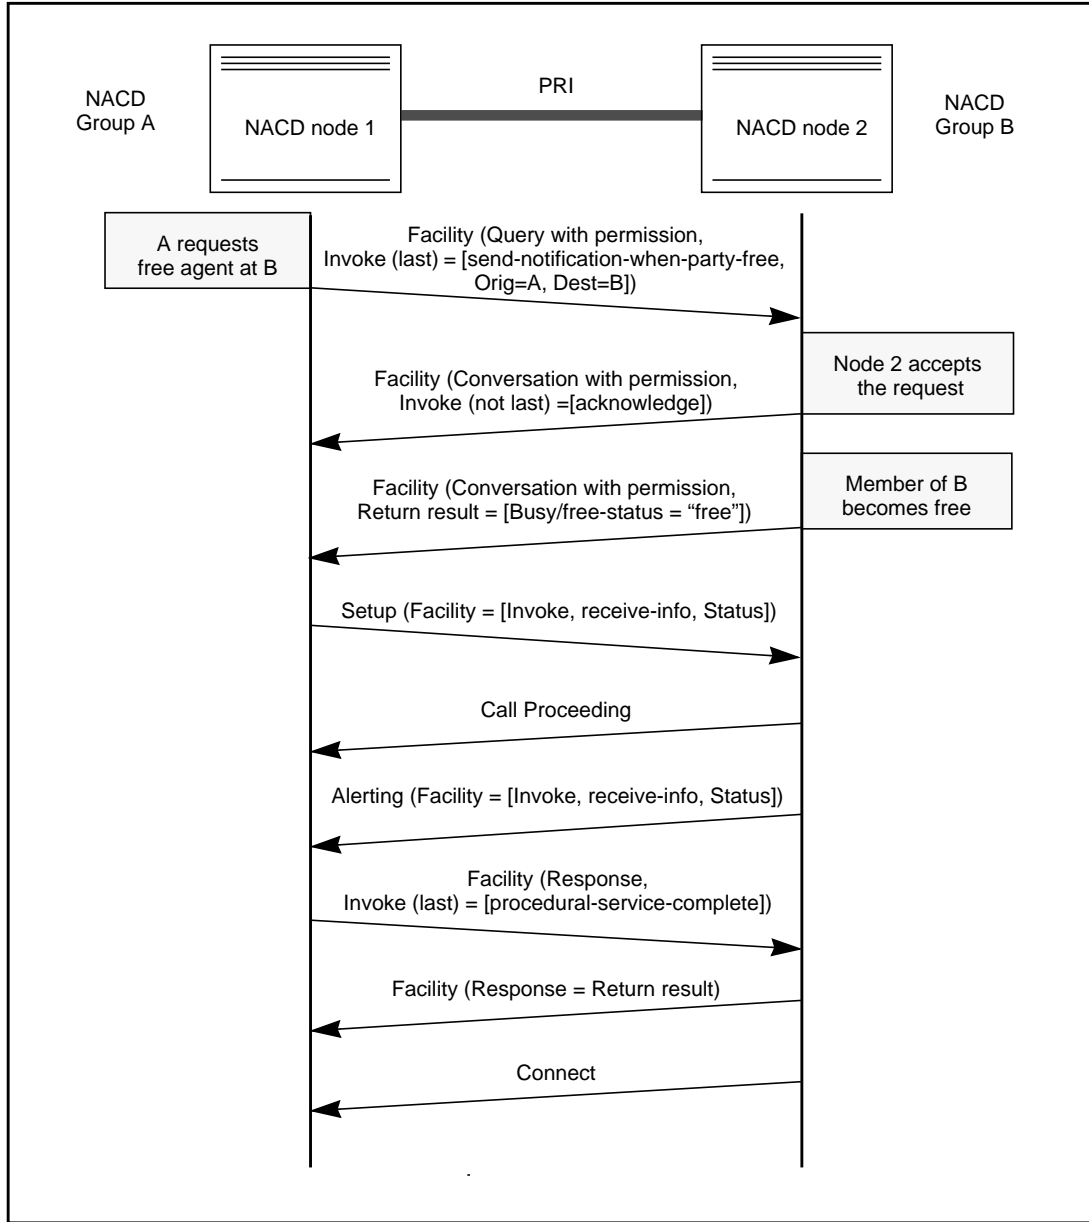 PRI
NACD
Group A
NACD node 1
NACD node 2
NACD
Group B
A requests
free agent at B
Facility (Query with permission,
Invoke (last) = [send-notification-when-party-free,
Orig=A, Dest=B])
Node 2 accepts
the request
Facility (Conversation with permission,
Invoke (not last) =[acknowledge])
Member of B
becomes free
Facility (Conversation with permission,
Return result = [Busy/free-status = “free”])
Setup (Facility = [Invoke, receive-info, Status])
Call Proceeding
Alerting (Facility = [Invoke, receive-info, Status])
Facility (Response,
Invoke (last) = [procedural-service-complete])
Facility (Response = Return result)
Connect